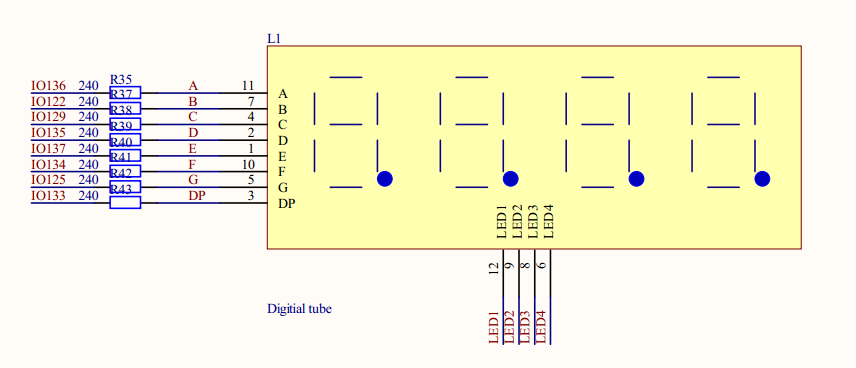 L1
R35
IO136 240 A 11 A
R37
IO122 240 B 7 B
R38
IO129 240 C 4 C
R39
IO135 240 D 2 D
R40
IO137 240 E 1 E
R41
IO134 240 F 10 F
R42
IO125 240 G 5 G
R43
IO133 240 DP 3 DP
LED1 LED2 LED3 LED4
12 9 8 6
LED1 LED2 LED3 LED4
Digitial tube